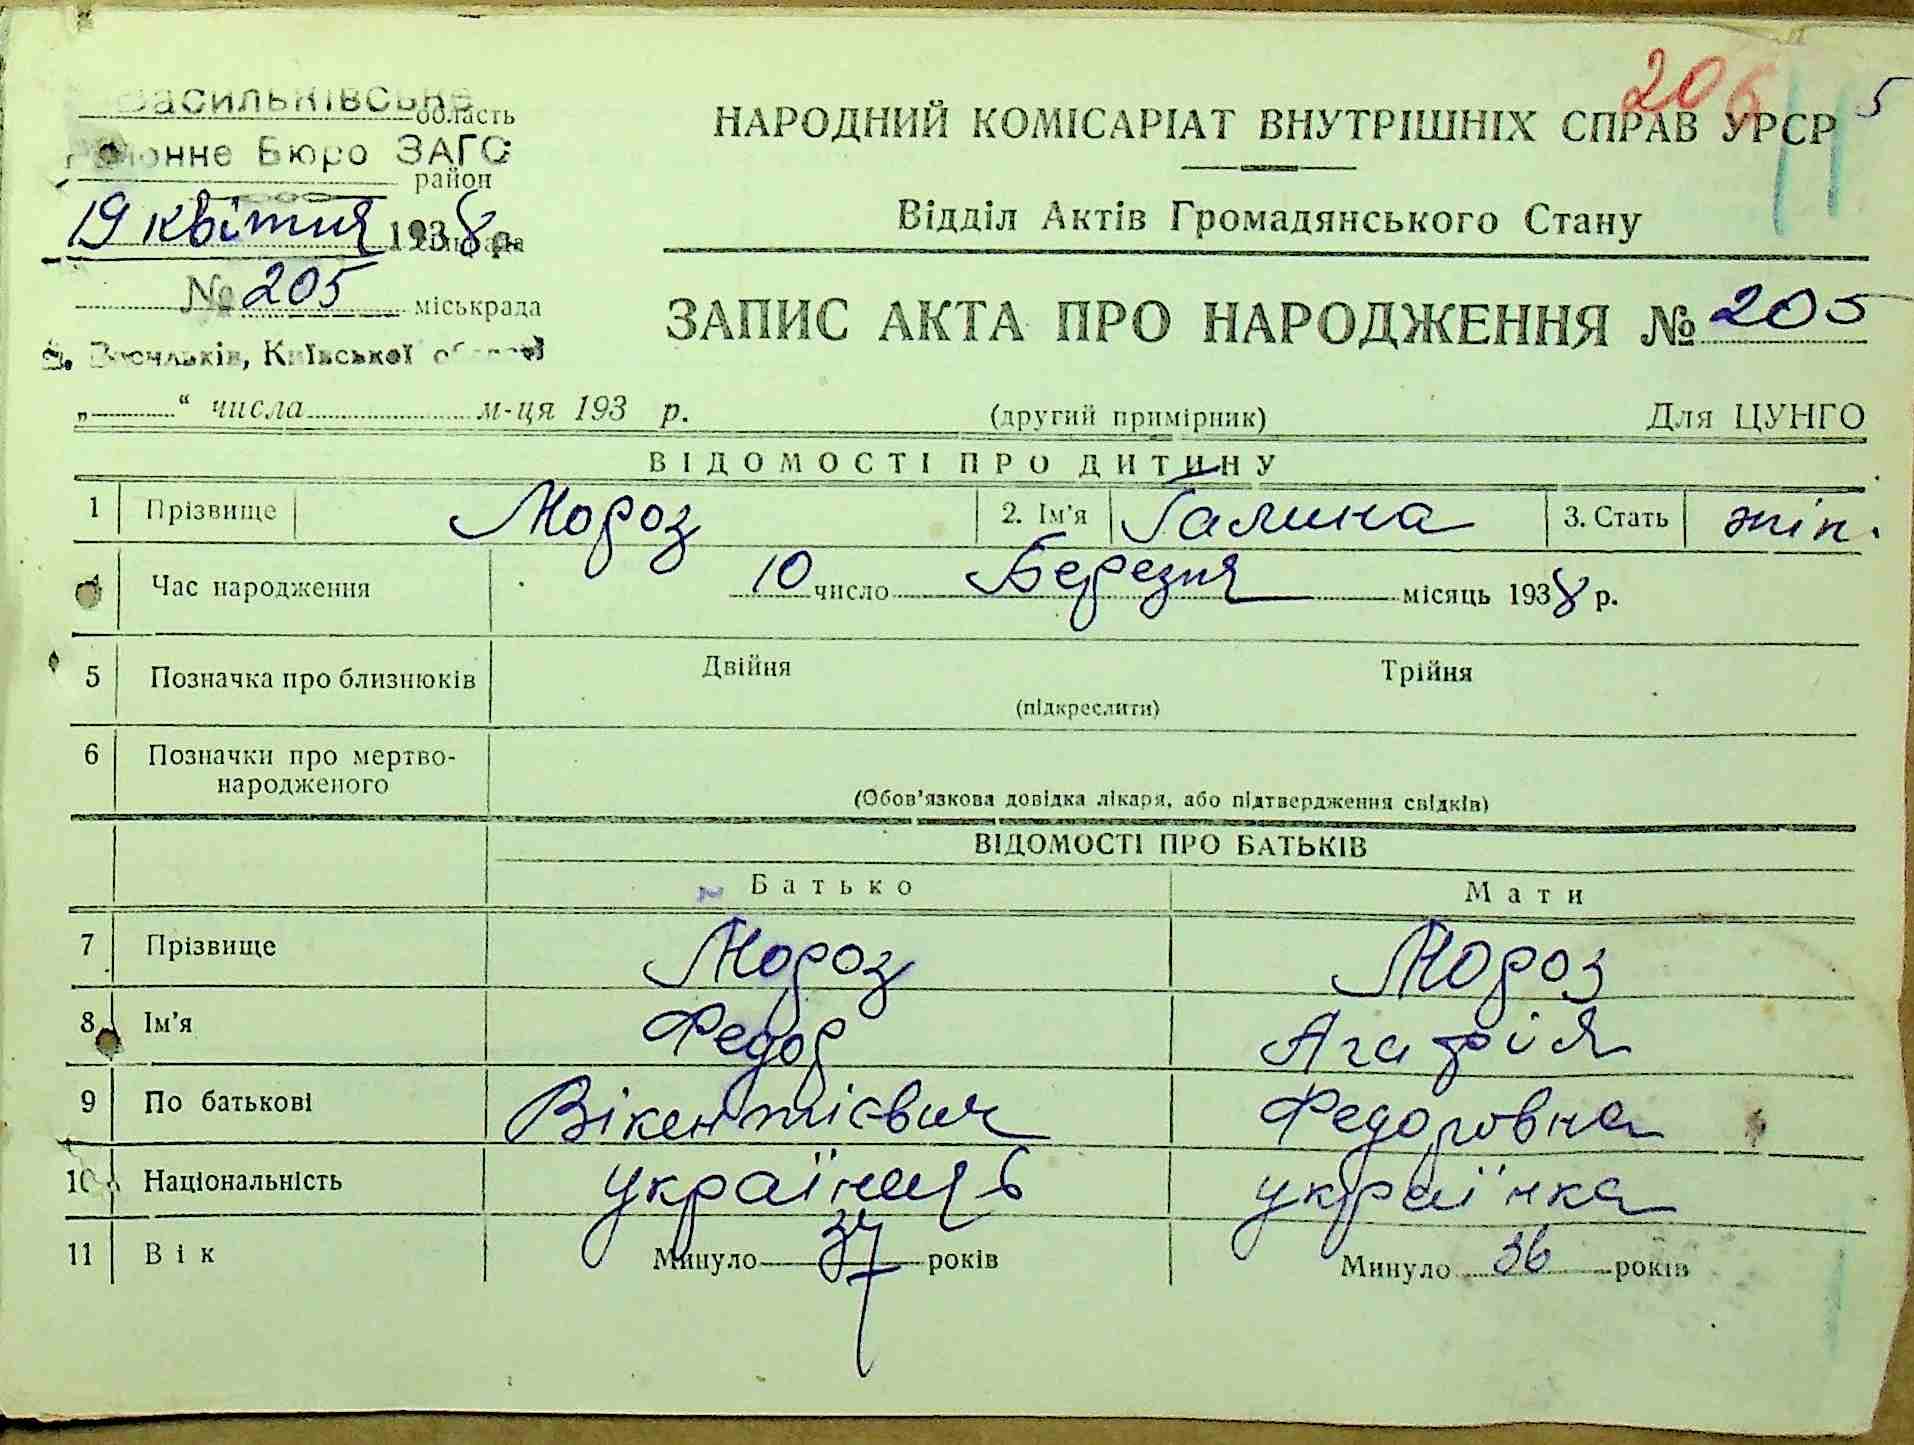 206 5
Васильківське
область
Районне Бюро ЗАГС
район
19 квітня 1938 р.
№ 205 міськрада
м. Васильків, Київської області
„ “ числа м-ця 193 р.
НАРОДНИЙ КОМІСАРІАТ ВНУТРІШНІХ СПРАВ УРСР
Відділ Актів Громадянського Стану
ЗАПИС АКТА ПРО НАРОДЖЕННЯ № 205
(другий примірник) Для ЦУНГО
ВІДОМОСТІ ПРО ДИТИНУ
1 Прізвище Мороз 2. Ім'я Галина 3. Стать жін.
4 Час народження 10 число Березня місяць 1938 р.
5 Позначка про близнюків Двійня Трійня
(підкреслити)
6 Позначки про мертво-
народженого
(Обов'язкова довідка лікаря, або підтвердження свідків)
ВІДОМОСТІ ПРО БАТЬКІВ
Батько Мати
7 Прізвище Мороз Мороз
8 Ім'я Федор Агафія
9 По батькові Вікентієвич Федоровна
10 Національність українець українка
11 Вік Минуло 37 років Минуло 36 років